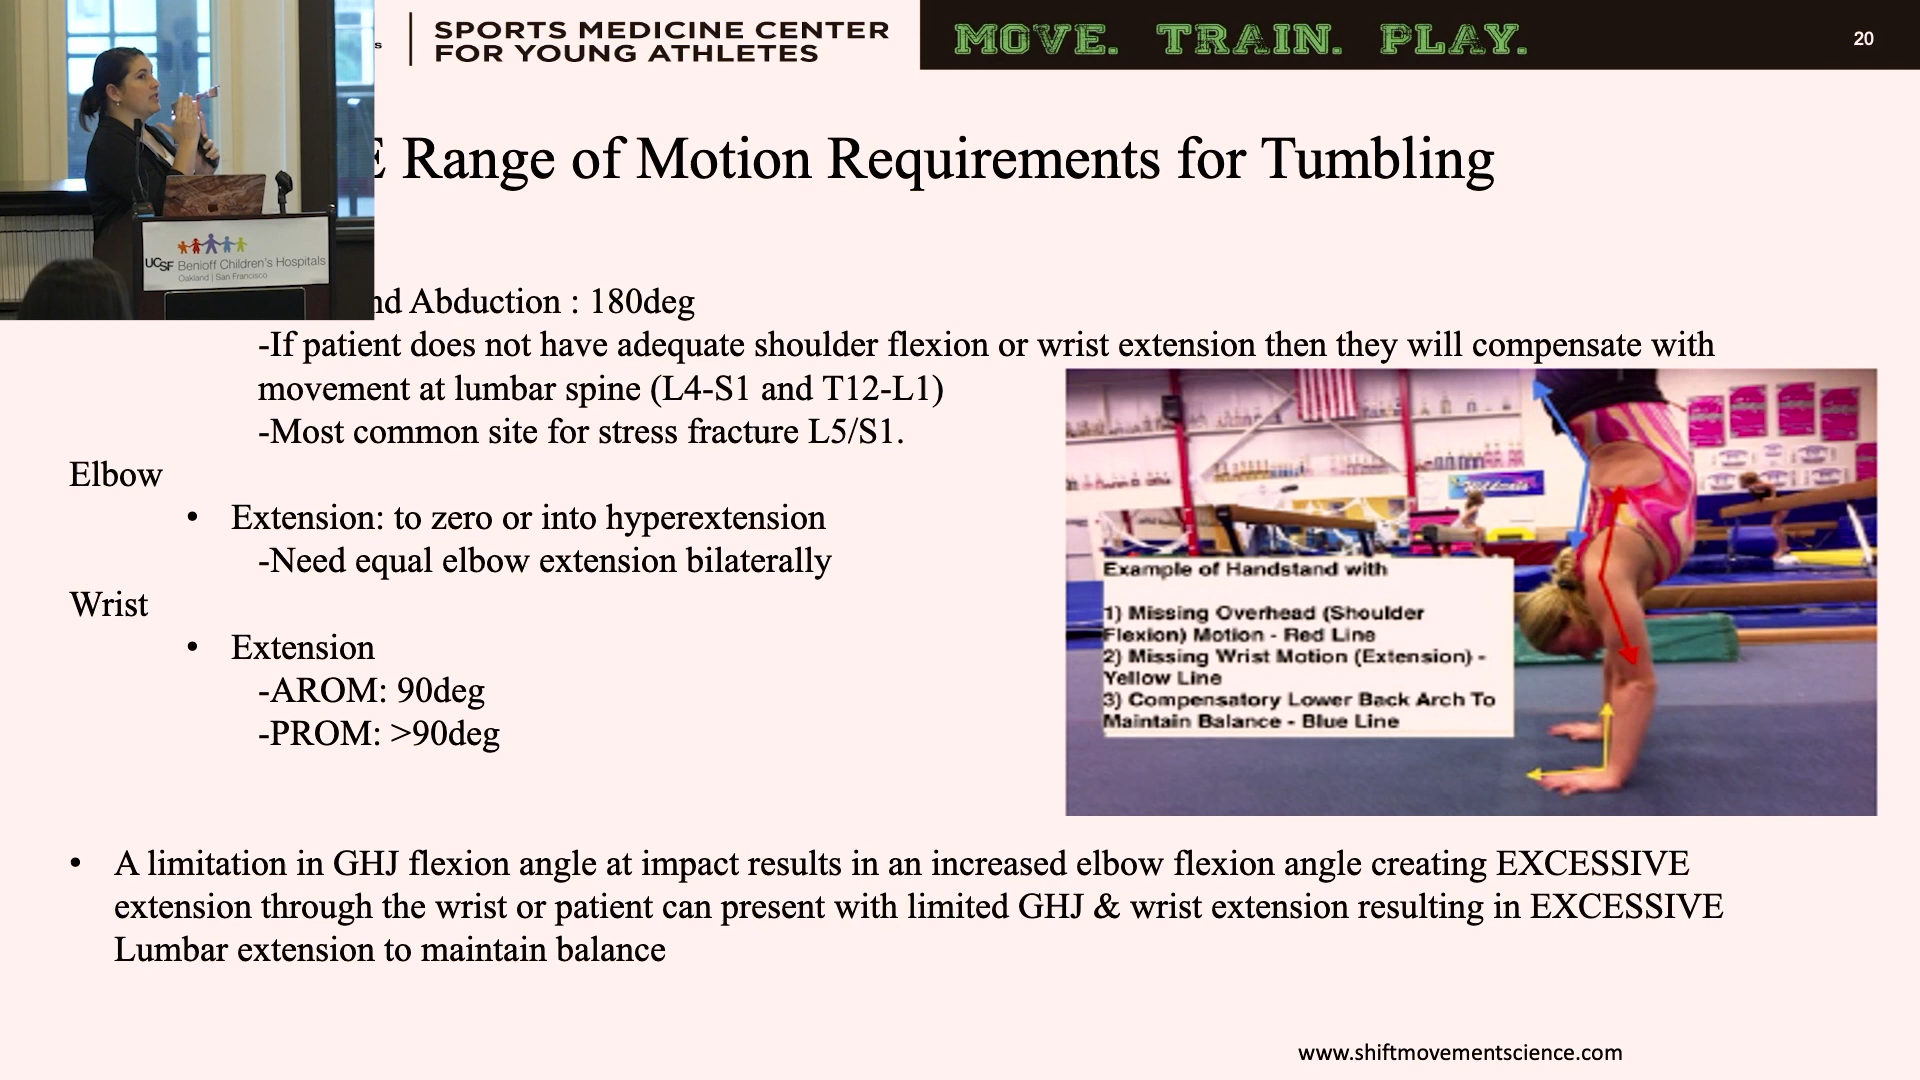 SPORTS MEDICINE CENTER
FOR YOUNG ATHLETES
MOVE. TRAIN. PLAY.
20
Range of Motion Requirements for Tumbling
UCSF Benioff Children's Hospitals
Oakland | San Francisco
Abduction : 180deg
-If patient does not have adequate shoulder flexion or wrist extension then they will compensate with
movement at lumbar spine (L4-S1 and T12-L1)
-Most common site for stress fracture L5/S1.
Elbow
• Extension: to zero or into hyperextension
-Need equal elbow extension bilaterally
Wrist
• Extension
-AROM: 90deg
-PROM: >90deg
Example of Handstand with
1) Missing Overhead (Shoulder
Flexion) Motion - Red Line
2) Missing Wrist Motion (Extension) -
Yellow Line
3) Compensatory Lower Back Arch To
Maintain Balance - Blue Line
• A limitation in GHJ flexion angle at impact results in an increased elbow flexion angle creating EXCESSIVE
extension through the wrist or patient can present with limited GHJ & wrist extension resulting in EXCESSIVE
Lumbar extension to maintain balance
www.shiftmovementscience.com